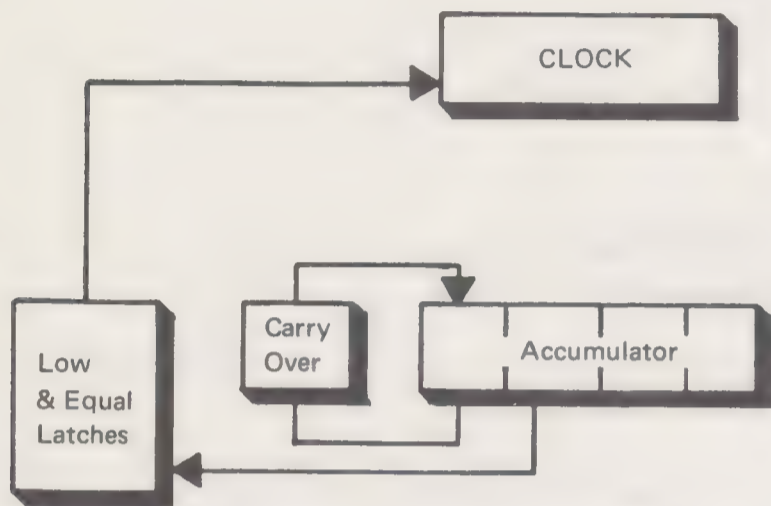 CLOCK
Carry
Over
Accumulator
Low
& Equal
Latches